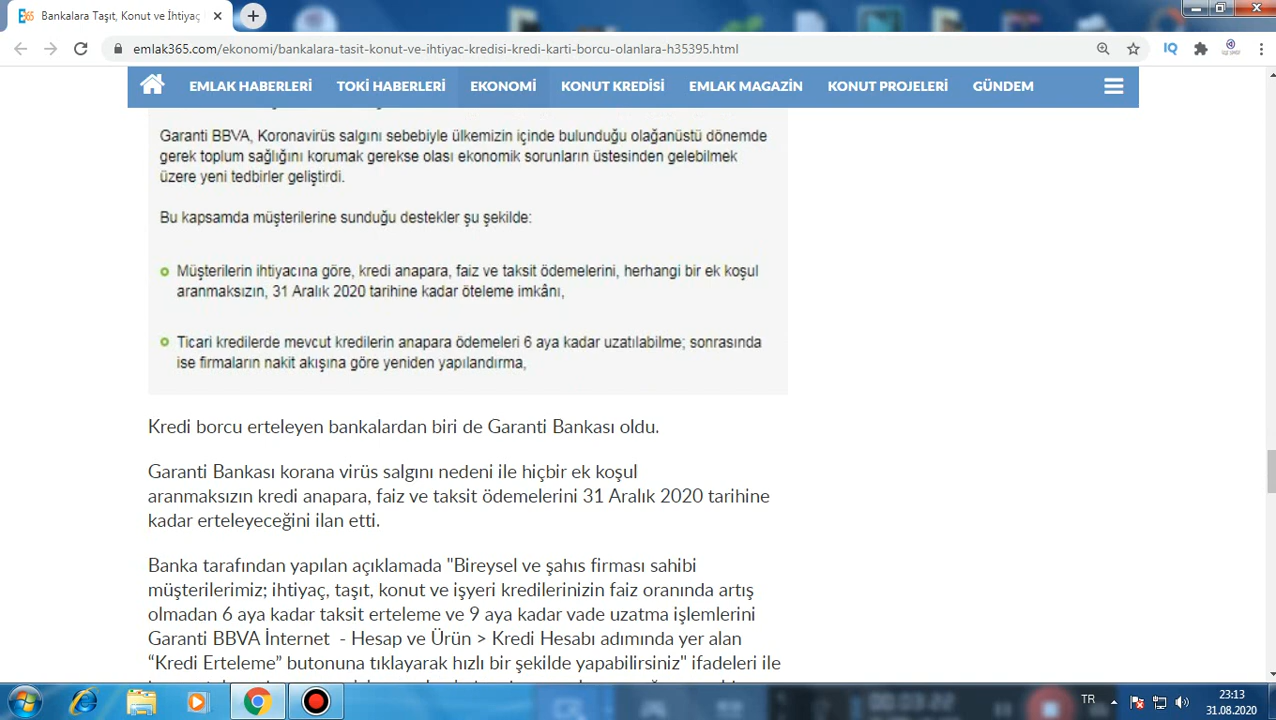 Bankalara Taşıt, Konut ve İhtiyaç
emlak365.com/ekonomi/bankalara-tasit-konut-ve-ihtiyac-kredisi-kredi-karti-borcu-olanlara-h35395.html
IQ
EMLAK HABERLERİ TOKİ HABERLERİ EKONOMİ KONUT KREDİSİ EMLAK MAGAZİN KONUT PROJELERİ GÜNDEM
Garanti BBVA, Koronavirüs salgını sebebiyle ülkemizin içinde bulunduğu olağanüstü dönemde
gerek toplum sağlığını korumak gerekse olası ekonomik sorunların üstesinden gelebilmek
üzere yeni tedbirler geliştirdi.
Bu kapsamda müşterilerine sunduğu destekler şu şekilde:
Müşterilerin ihtiyacına göre, kredi anapara, faiz ve taksit ödemelerini, herhangi bir ek koşul
aranmaksızın, 31 Aralık 2020 tarihine kadar öteleme imkânı,
Ticari kredilerde mevcut kredilerin anapara ödemeleri 6 aya kadar uzatılabilme; sonrasında
ise firmaların nakit akışına göre yeniden yapılandırma,
Kredi borcu erteleyen bankalardan biri de Garanti Bankası oldu.
Garanti Bankası korana virüs salgını nedeni ile hiçbir ek koşul
aranmaksızın kredi anapara, faiz ve taksit ödemelerini 31 Aralık 2020 tarihine
kadar erteleyeceğini ilan etti.
Banka tarafından yapılan açıklamada "Bireysel ve şahıs firması sahibi
müşterilerimiz; ihtiyaç, taşıt, konut ve işyeri kredilerinizin faiz oranında artış
olmadan 6 aya kadar taksit erteleme ve 9 aya kadar vade uzatma işlemlerini
Garanti BBVA İnternet - Hesap ve Ürün > Kredi Hesabı adımında yer alan
“Kredi Erteleme” butonuna tıklayarak hızlı bir şekilde yapabilirsiniz" ifadeleri ile
TR
23:13
31.08.2020